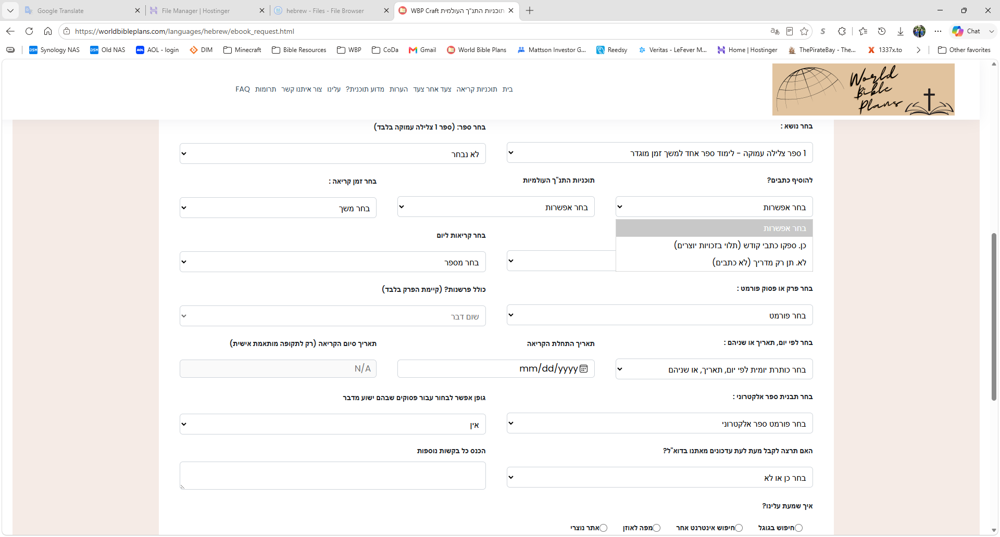 Google Translate
File Manager | Hostinger
hebrew - Files - File Browser
WBP Craft תוכניות התנ"ך העולמית
https://worldbibleplans.com/languages/hebrew/ebook_request.html
Chat
Synology NAS
Old NAS
AOL - login
DIM
Minecraft
Bible Resources
WBP
CoDa
Gmail
World Bible Plans
Mattson Investor G...
Reedsy
Veritas - LeFever M...
Home | Hostinger
ThePirateBay - The...
1337x.to
Other favorites
World Bible Plans
בית תוכניות קריאה צעד אחר צעד הערות מדוע תוכנית? עלינו צור איתנו קשר תרומות FAQ
בחר נושא :
בחר ספר: (ספר 1 צלילה עמוקה בלבד)
1 ספר צלילה עמוקה - לימוד ספר אחד למשך זמן מוגדר
לא נבחר
להוסיף כתבים?
תוכניות התנ"ך העולמיות
בחר זמן קריאה :
בחר אפשרות
בחר אפשרות
בחר משך
בחר אפשרות
כן. ספקו כתבי קודש (תלוי בזכויות יוצרים)
לא. תן רק מדריך (לא כתבים)
בחר קריאות ליום
בחר מספר
בחר פרק או פסוק פורמט :
כולל פרשנות? (קיימת הפרק בלבד)
בחר פורמט
שום דבר
בחר לפי יום, תאריך או שניהם :
תאריך התחלת הקריאה
תאריך סיום הקריאה (רק לתקופה מותאמת אישית)
בחר כותרת יומית לפי יום, תאריך, או שניהם
mm/dd/yyyy
N/A
בחר תבנית ספר אלקטרוני :
גופן אפשר לבחור עבור פסוקים שבהם ישוע מדבר
בחר פורמט ספר אלקטרוני
אין
האם תרצה לקבל מעת לעת עדכונים מאתנו בדוא"ל?
הכנס כל בקשות נוספות
בחר כן או לא
איך שמעת עלינו?
חיפוש בגוגל
חיפוש אינטרנט אחר
מפה לאוזן
אתר נוצרי